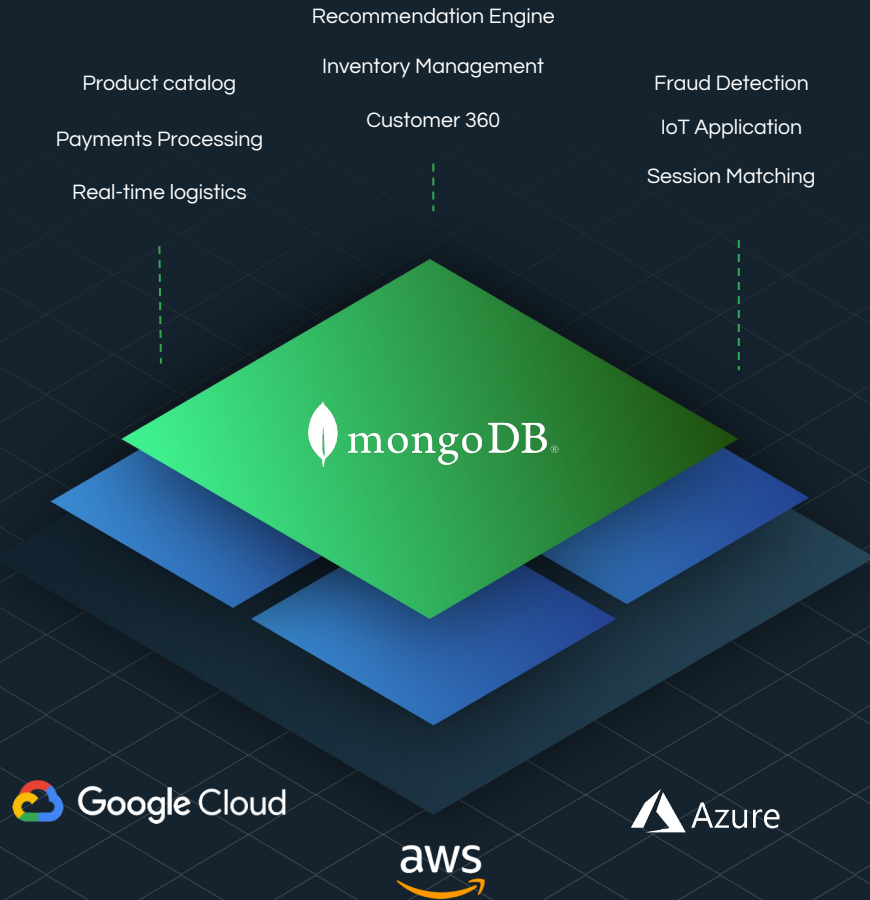 Recommendation Engine
Inventory Management
Customer 360
Product catalog
Payments Processing
Real-time logistics
Fraud Detection
IoT Application
Session Matching
mongoDB®
Google Cloud
Azure
aws